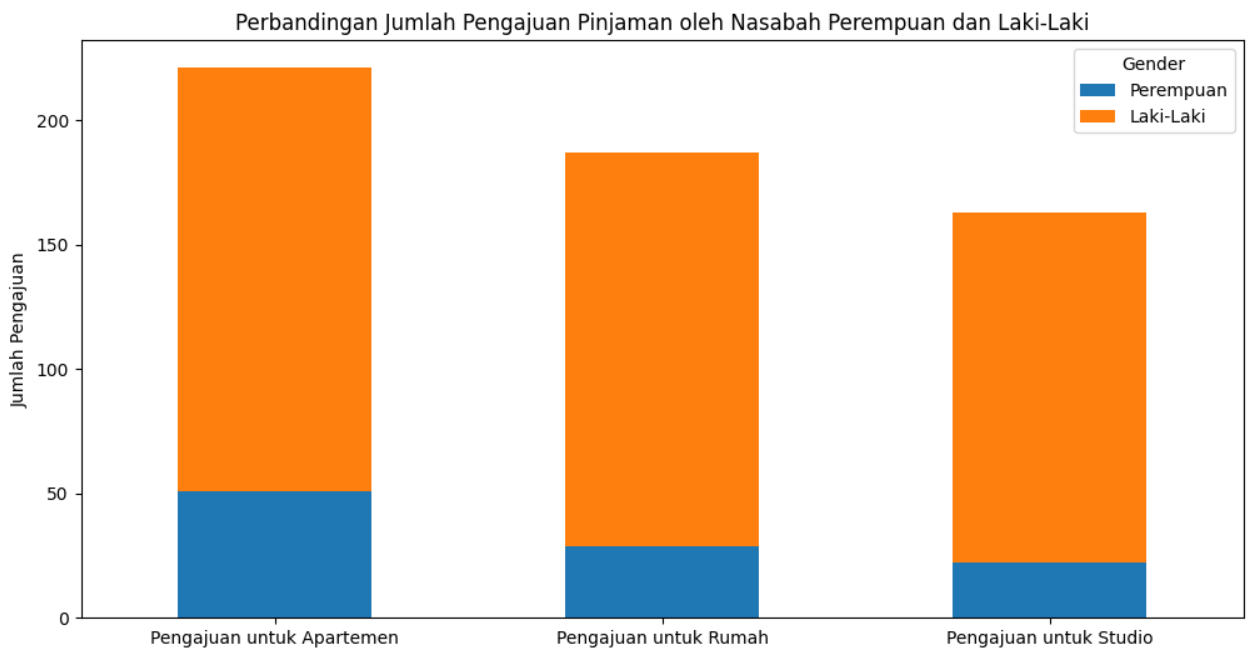 Perbandingan Jumlah Pengajuan Pinjaman oleh Nasabah Perempuan dan Laki-Laki
Gender
Perempuan
Laki-Laki
Jumlah Pengajuan
200
150
100
50
0
Pengajuan untuk Apartemen
Pengajuan untuk Rumah
Pengajuan untuk Studio